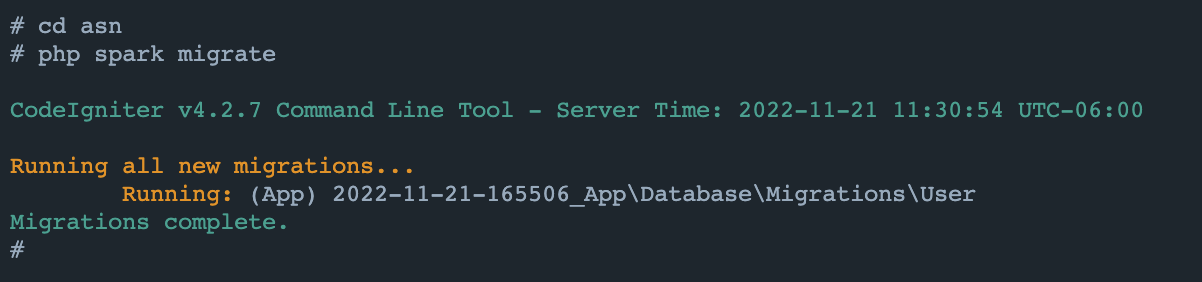 # cd asn
# php spark migrate
CodeIgniter v4.2.7 Command Line Tool - Server Time: 2022-11-21 11:30:54 UTC-06:00
Running all new migrations...
Running: (App) 2022-11-21-165506_App\Database\Migrations\User
Migrations complete.
#